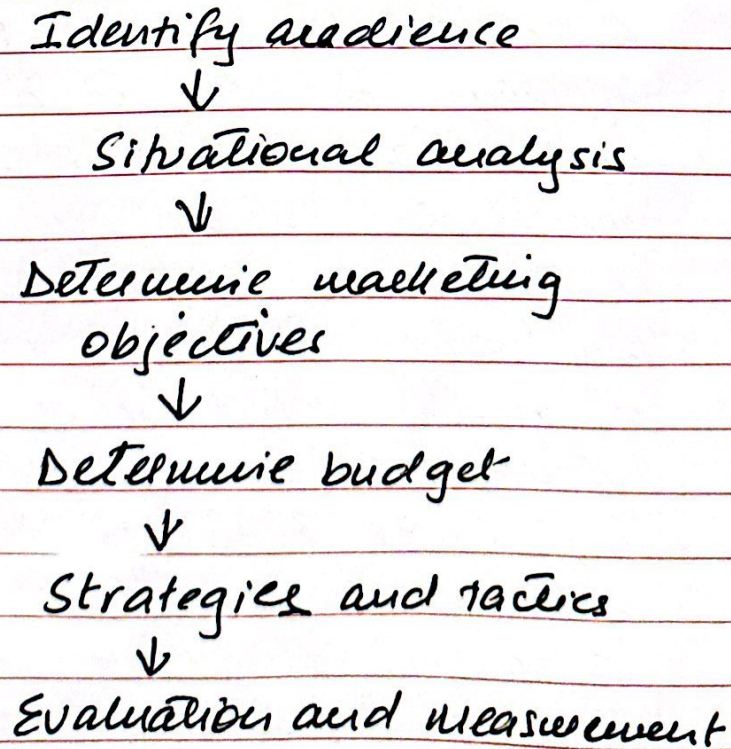 Identify audience
↓
Situational analysis
↓
Determine marketing
objectives
↓
Determine budget
↓
Strategies and tactics
↓
Evaluation and measurement